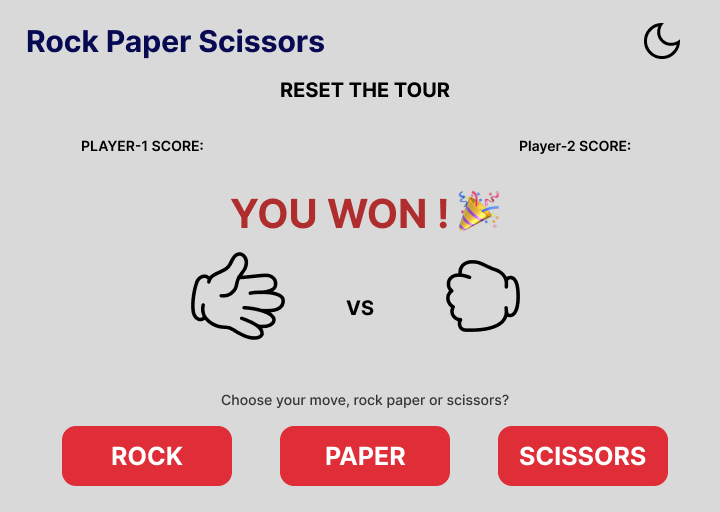 Rock Paper Scissors
RESET THE TOUR
PLAYER-1 SCORE:
Player-2 SCORE:
YOU WON ! 🎉
VS
Choose your move, rock paper or scissors?
ROCK
PAPER
SCISSORS